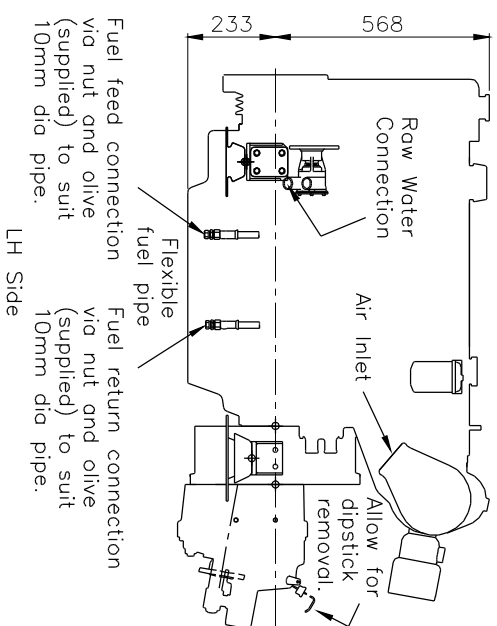 233
568
Raw Water
Connection
Air Inlet
Allow for
dipstick
removal.
Flexible
fuel pipe
Fuel feed connection
via nut and olive
(supplied) to suit
10mm dia pipe.
Fuel return connection
via nut and olive
(supplied) to suit
10mm dia pipe.
LH Side